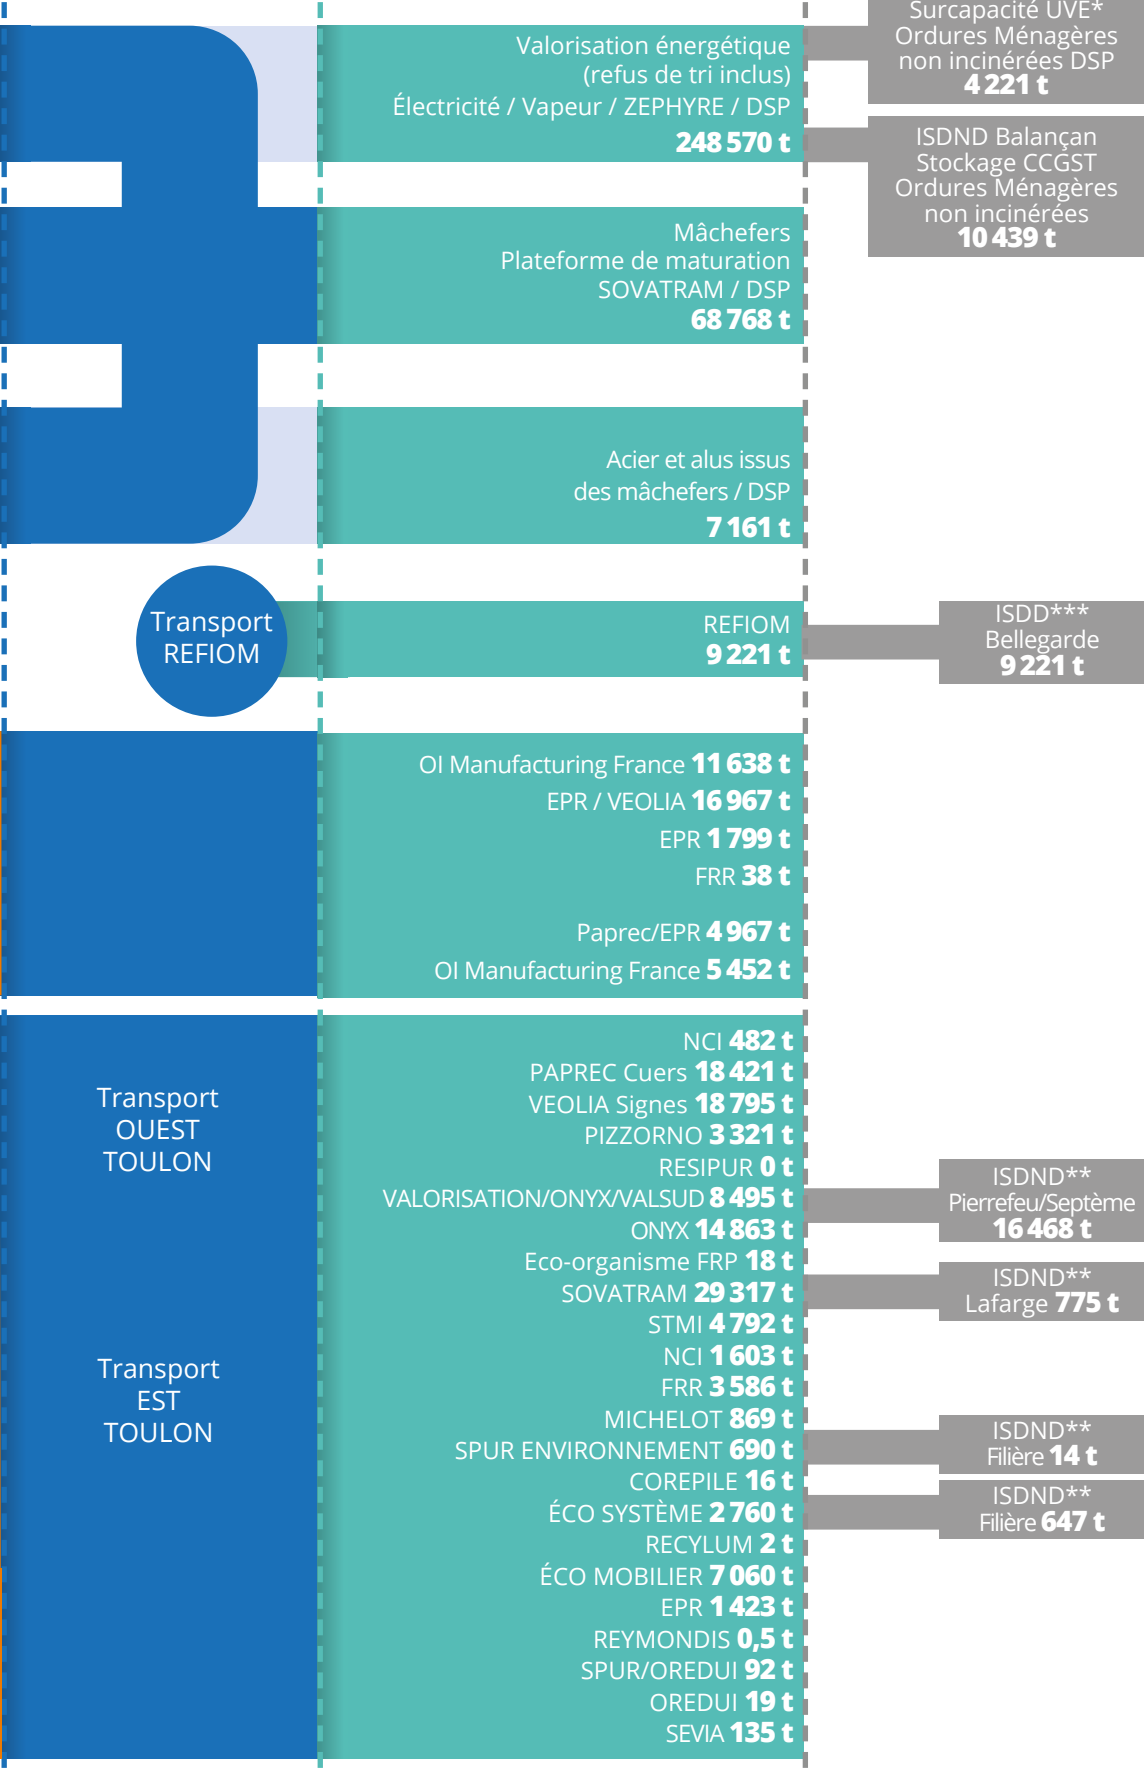 Surcapacité UVE*
Ordures Ménagères
non incinérées DSP
4 221 t
Valorisation énergétique
(refus de tri inclus)
Électricité / Vapeur / ZEPHYRE / DSP
248 570 t
ISDND Balançan
Stockage CCGST
Ordures Ménagères
non incinérées
10 439 t
Mâchefers
Plateforme de maturation
SOVATRAM / DSP
68 768 t
Acier et alus issus
des mâchefers / DSP
7 161 t
Transport
REFIOM
REFIOM
9 221 t
ISDD***
Bellegarde
9 221 t
OI Manufacturing France 11 638 t
EPR / VEOLIA 16 967 t
EPR 1 799 t
FRR 38 t
Paprec/EPR 4 967 t
OI Manufacturing France 5 452 t
Transport
OUEST
TOULON
Transport
EST
TOULON
NCI 482 t
PAPREC Cuers 18 421 t
VEOLIA Signes 18 795 t
PIZZORNO 3 321 t
RESIPUR 0 t
VALORISATION/ONYX/VALSUD 8 495 t
ONYX 14 863 t
Eco-organisme FRP 18 t
SOVATRAM 29 317 t
STMI 4 792 t
NCI 1 603 t
FRR 3 586 t
MICHELOT 869 t
SPUR ENVIRONNEMENT 690 t
COREPILE 16 t
ÉCO SYSTÈME 2 760 t
RECYLUM 2 t
ÉCO MOBILIER 7 060 t
EPR 1 423 t
REYMONDIS 0,5 t
SPUR/OREDUI 92 t
OREDUI 19 t
SEVIA 135 t
ISDND**
Pierrefeu/Septème
16 468 t
ISDND**
Lafarge 775 t
ISDND**
Filière 14 t
ISDND**
Filière 647 t